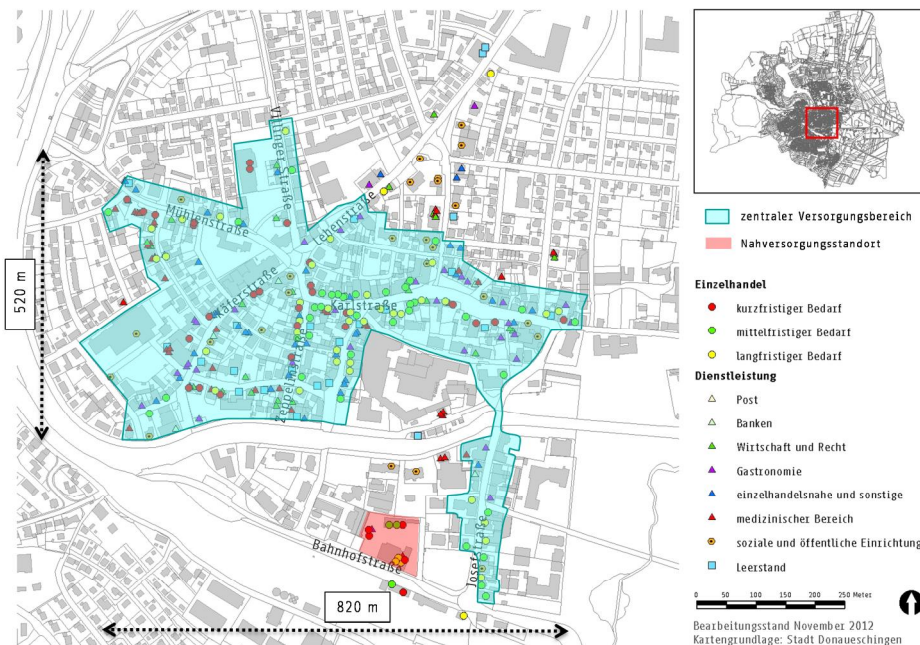 Villinger Straße
Mühlenstraße
Lehenstraße
Käferstraße
Karlstraße
Zeppelinstraße
520 m
Bahnhofstraße
Josefstraße
820 m
zentraler Versorgungsbereich
Nahversorgungsstandort
Einzelhandel
kurzfristiger Bedarf
mittelfristiger Bedarf
langfristiger Bedarf
Dienstleistung
Post
Banken
Wirtschaft und Recht
Gastronomie
einzelhandelsnahe und sonstige
medizinischer Bereich
soziale und öffentliche Einrichtung
Leerstand
0 50 100 150 200 250 Meter
Bearbeitungsstand November 2012
Kartengrundlage: Stadt Donaueschingen